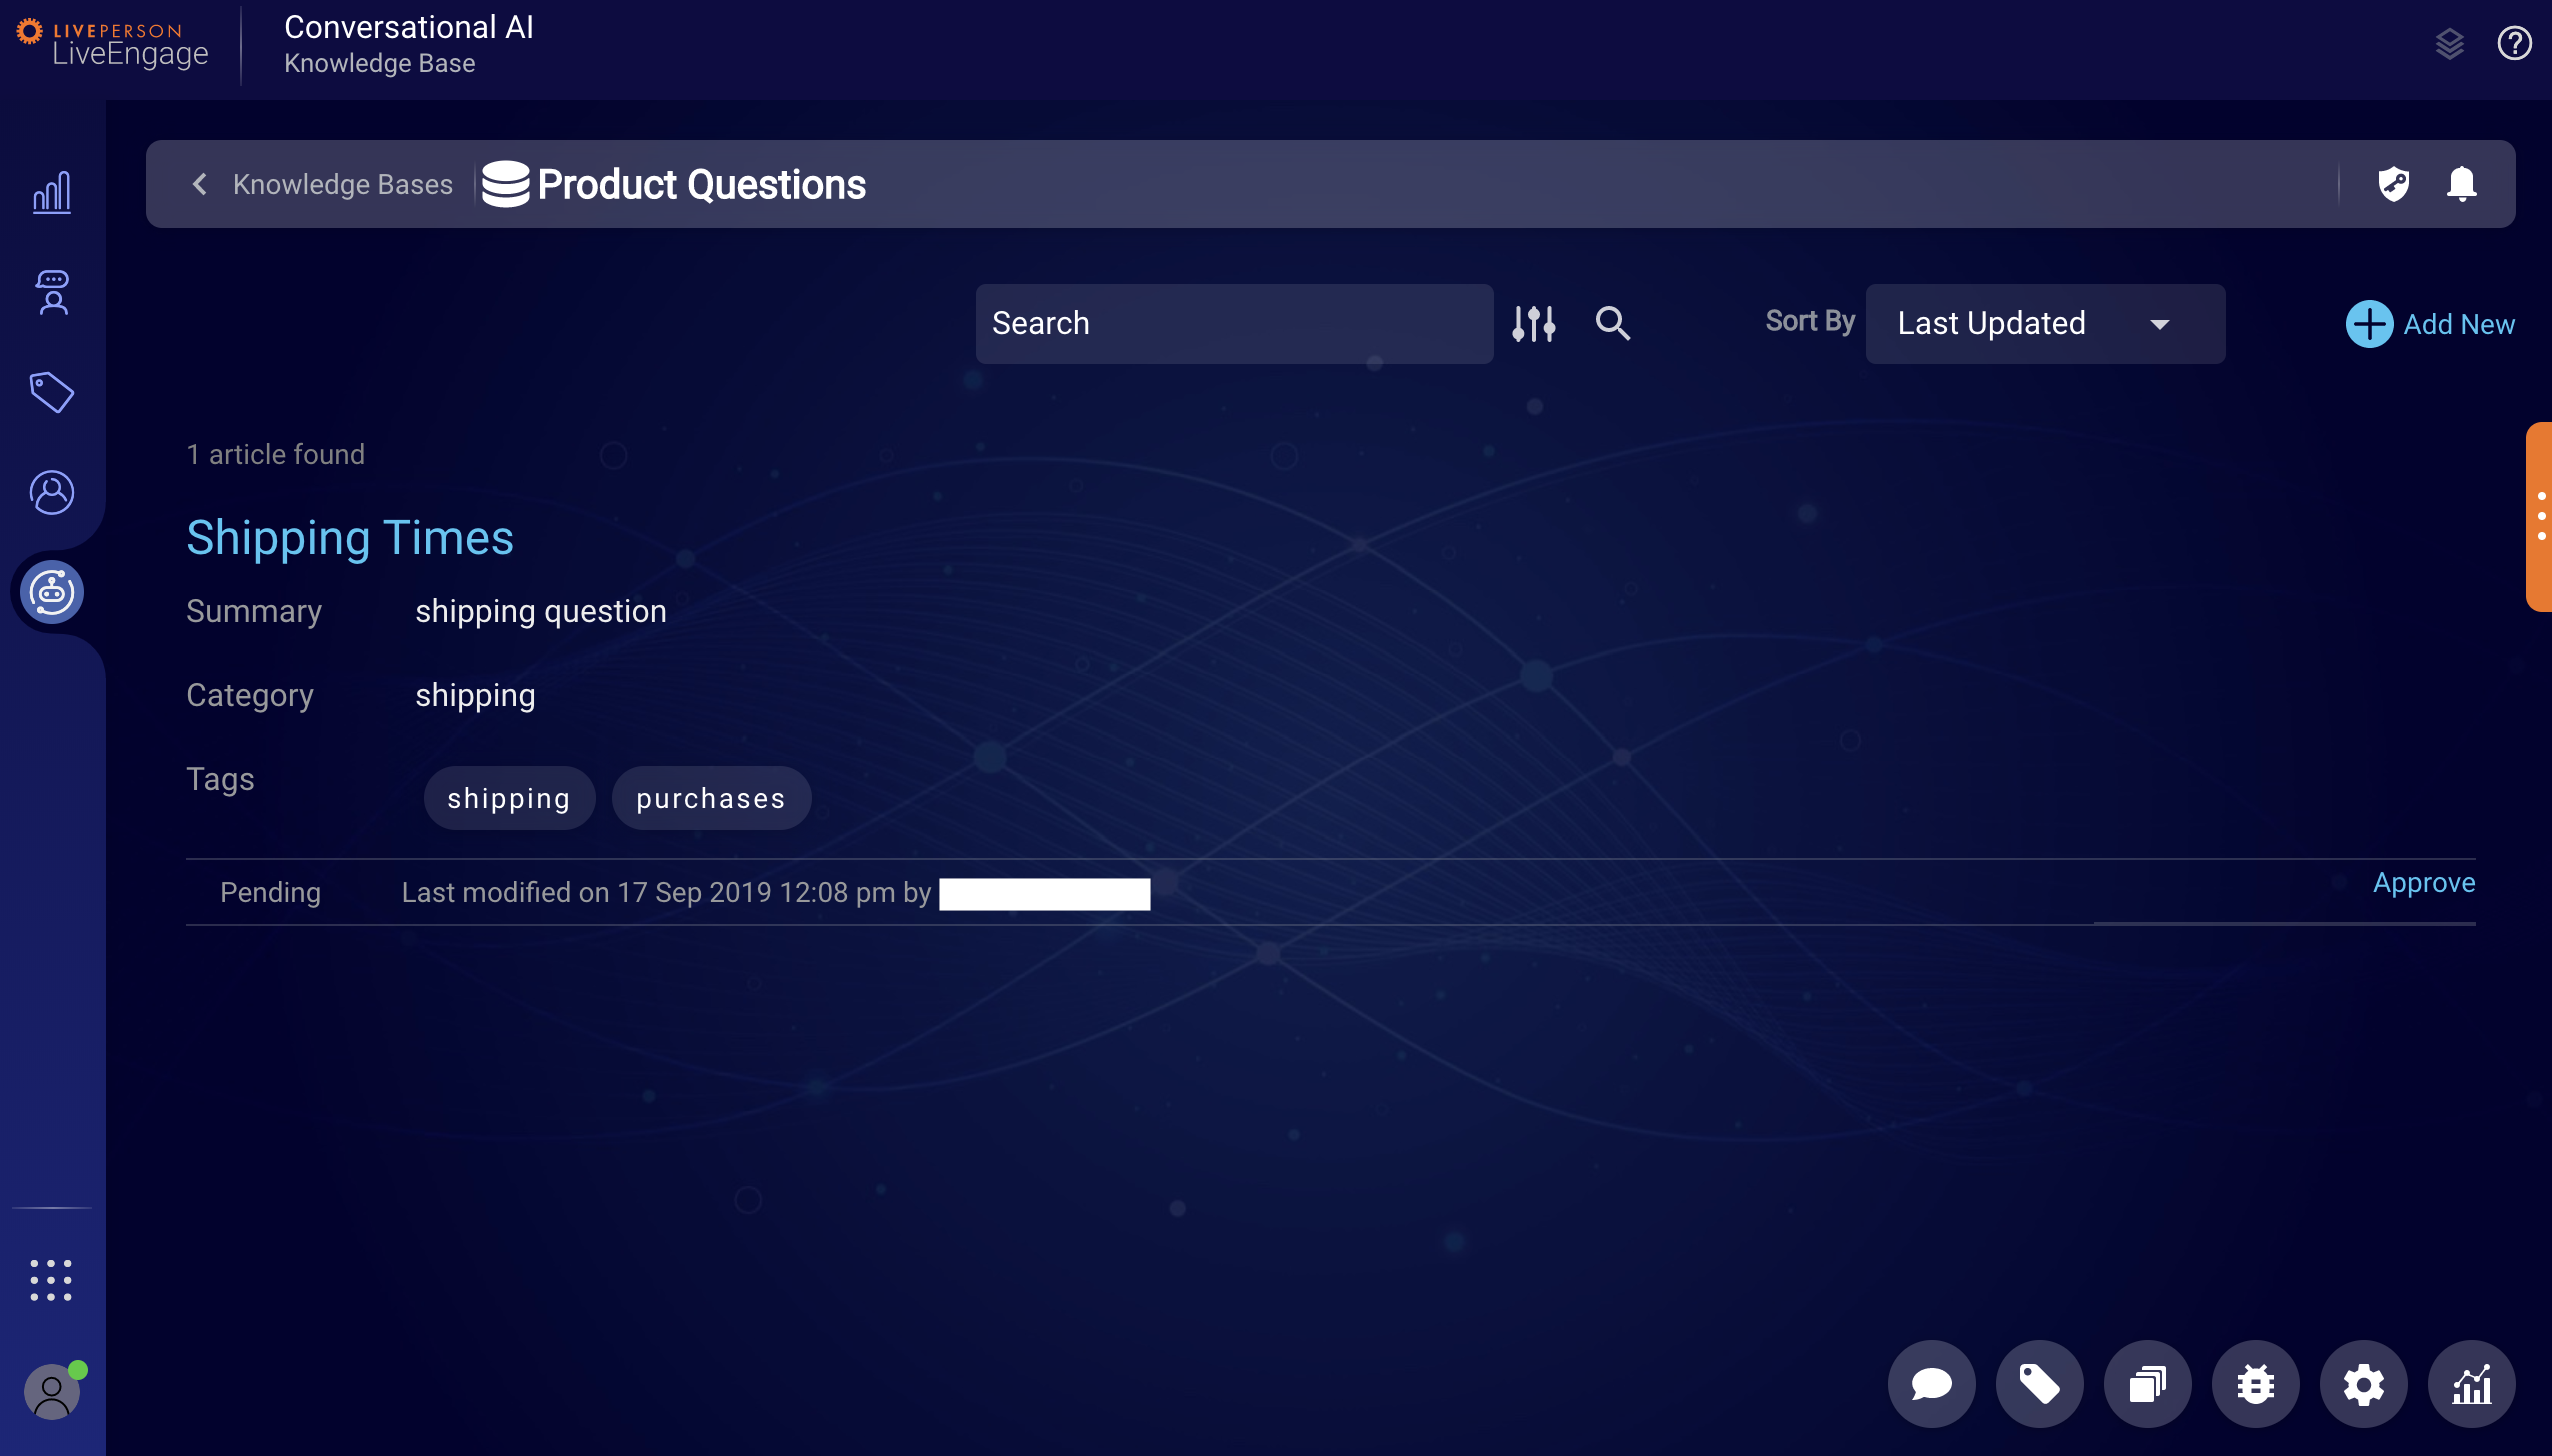 LIVEPERSON
LiveEngage
Conversational AI
Knowledge Base
Knowledge Bases
Product Questions
Search
Sort By
Last Updated
Add New
1 article found
Shipping Times
Summary shipping question
Category shipping
Tags shipping purchases
Pending Last modified on 17 Sep 2019 12:08 pm by Approve